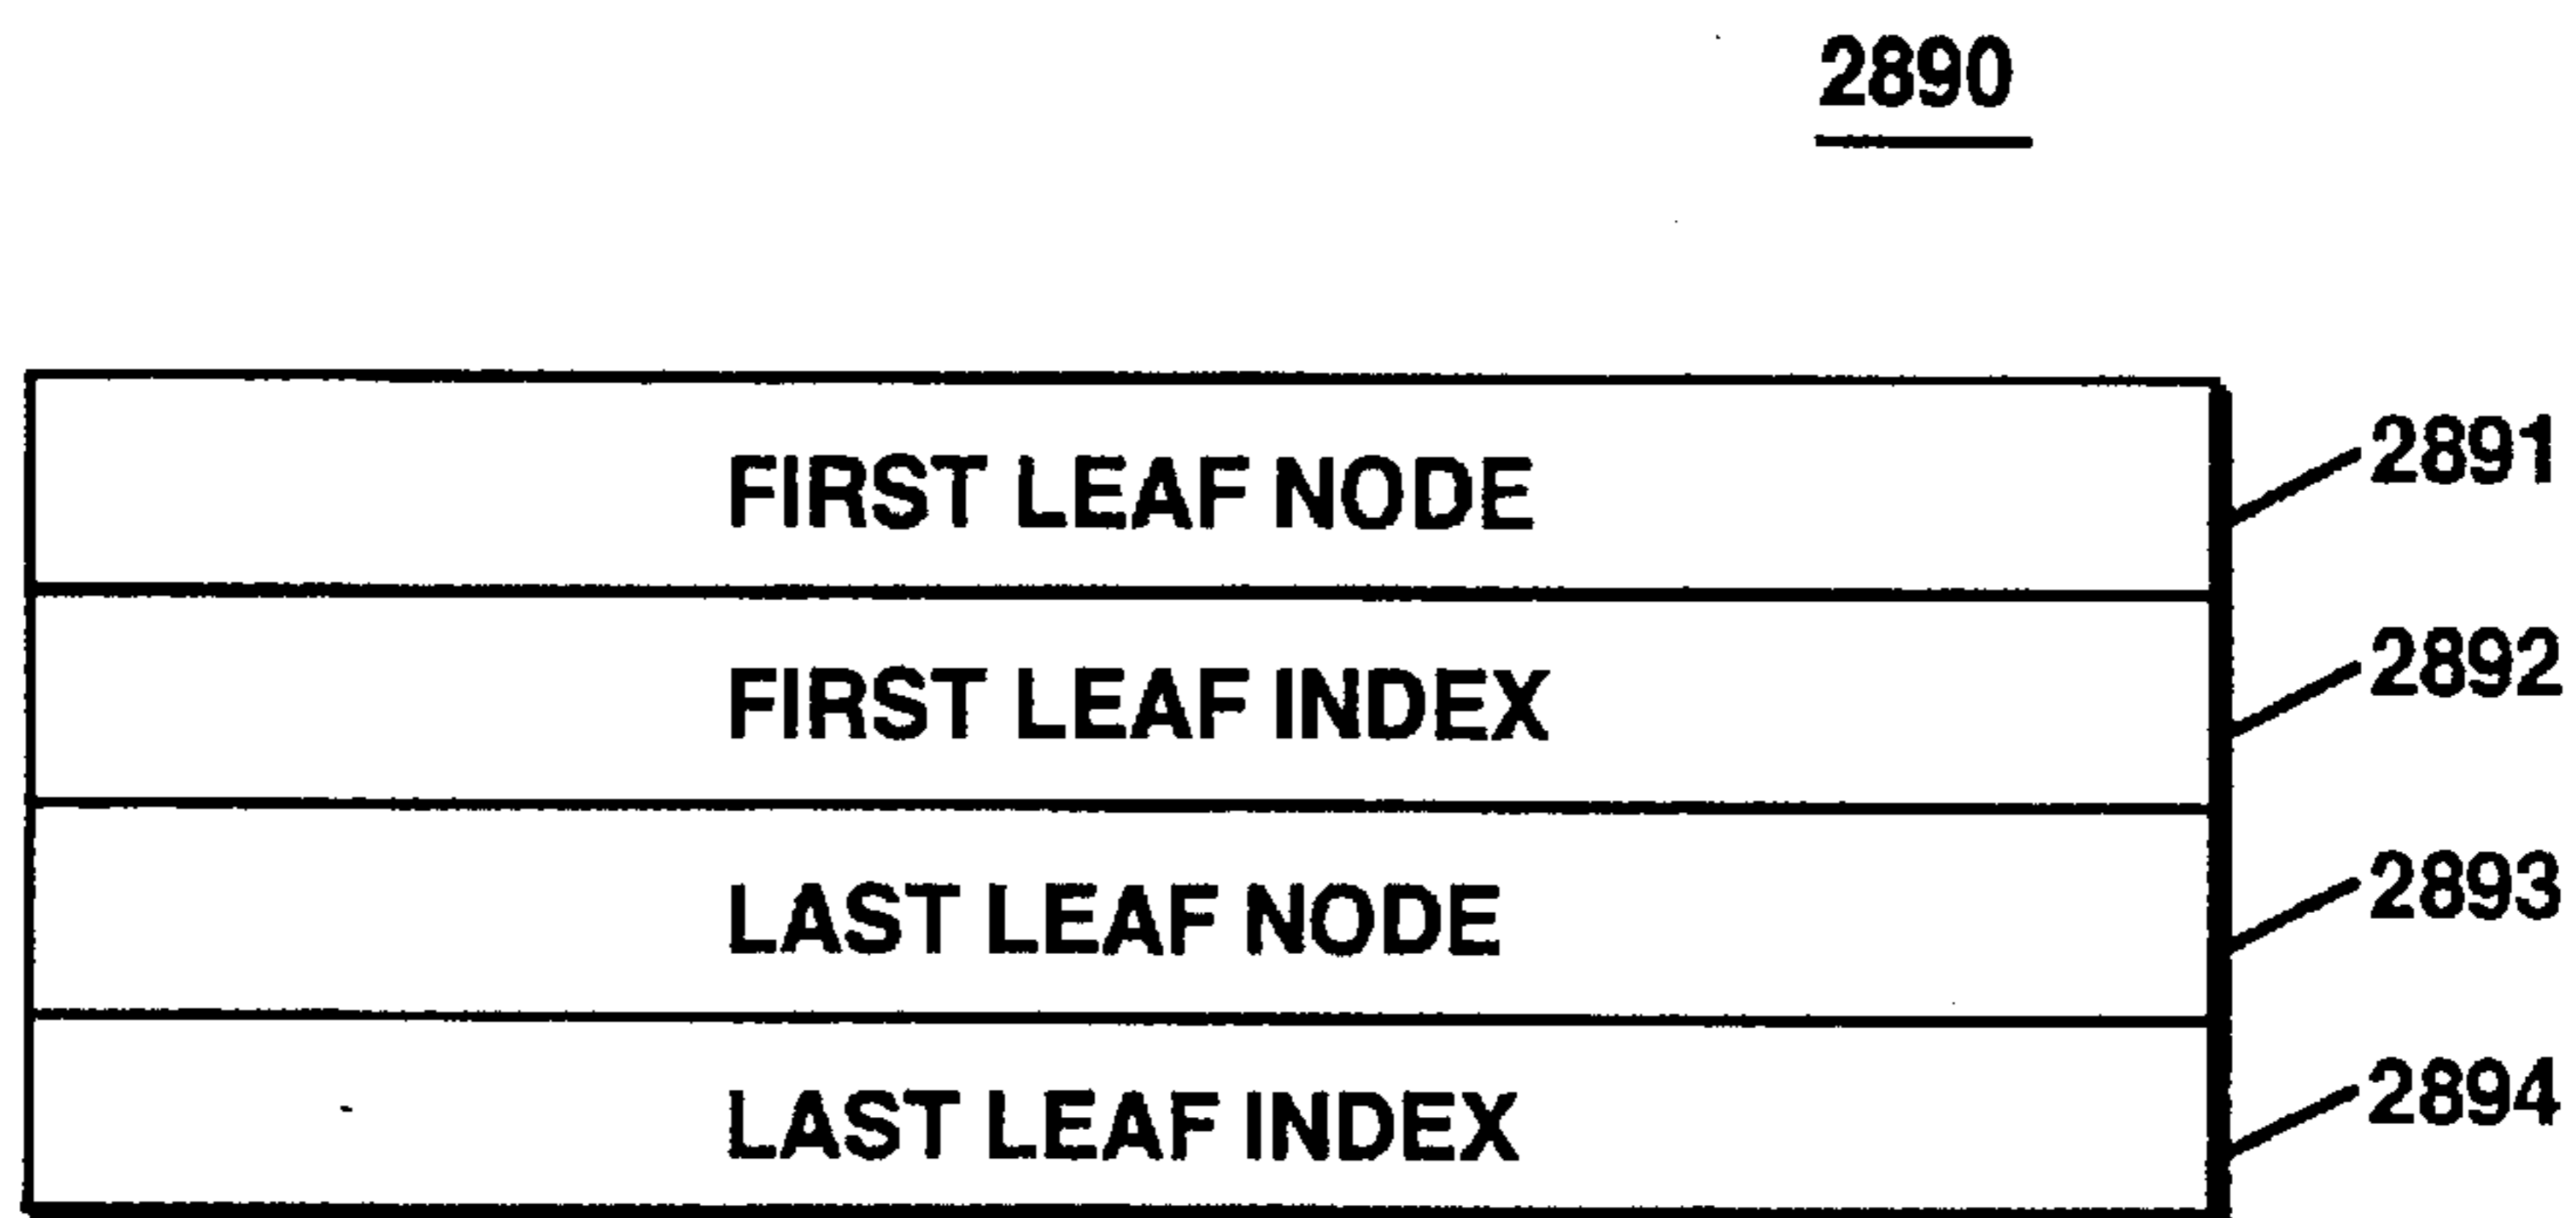 2890
FIRST LEAF NODE 2891
FIRST LEAF INDEX 2892
LAST LEAF NODE 2893
LAST LEAF INDEX 2894